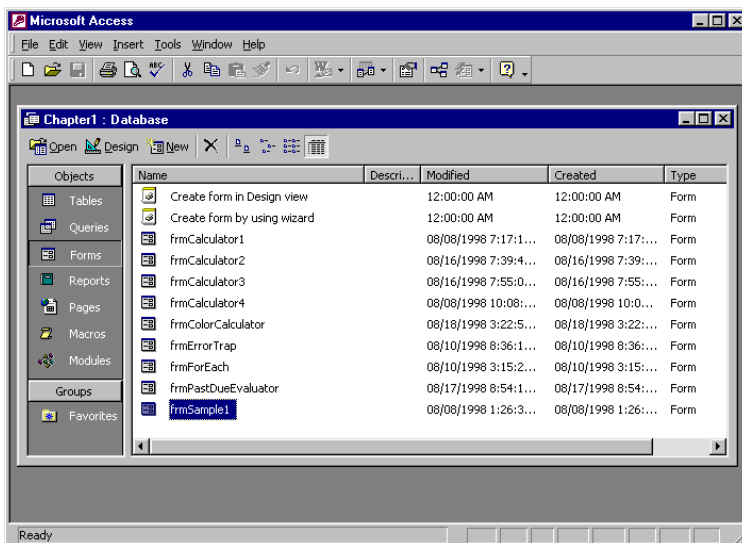 Microsoft Access
File Edit View Insert Tools Window Help
Chapter1 : Database
Open Design New
Objects Name Descri... Modified Created Type
Tables Create form in Design view 12:00:00 AM 12:00:00 AM Form
Queries Create form by using wizard 12:00:00 AM 12:00:00 AM Form
Forms frmCalculator1 08/08/1998 7:17:1... 08/08/1998 7:17:... Form
frmCalculator2 08/16/1998 7:39:4... 08/16/1998 7:39:... Form
Reports frmCalculator3 08/16/1998 7:55:0... 08/16/1998 7:55:... Form
Pages frmCalculator4 08/08/1998 10:08:... 08/08/1998 10:0... Form
Macros frmColorCalculator 08/18/1998 3:22:5... 08/18/1998 3:22:... Form
frmErrorTrap 08/10/1998 8:36:1... 08/10/1998 8:36:... Form
Modules frmForEach 08/10/1998 3:15:2... 08/10/1998 3:15:... Form
Groups frmPastDueEvaluator 08/17/1998 8:54:1... 08/17/1998 8:54:... Form
Favorites frmSample1 08/08/1998 1:26:3... 08/08/1998 1:26:... Form
Ready